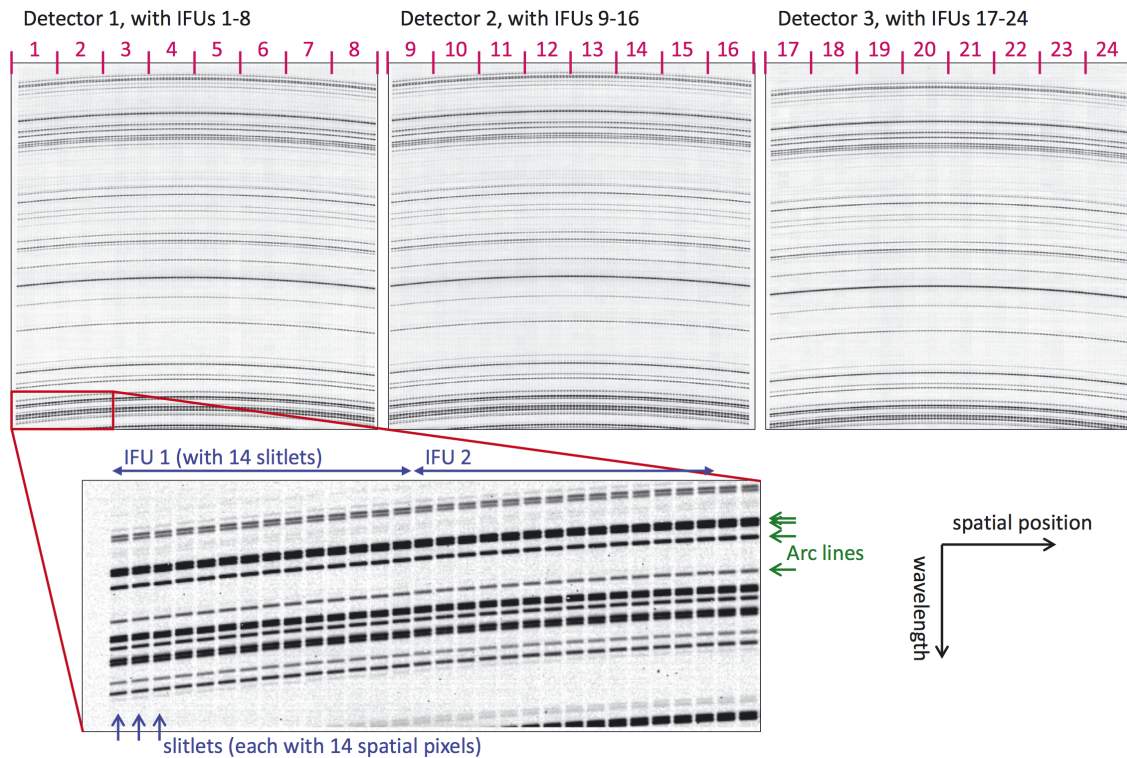 Detector 1, with IFUs 1-8
Detector 2, with IFUs 9-16
Detector 3, with IFUs 17-24
1 2 3 4 5 6 7 8
9 10 11 12 13 14 15 16
17 18 19 20 21 22 23 24
IFU 1 (with 14 slitlets)
IFU 2
Arc lines
spatial position
wavelength
slitlets (each with 14 spatial pixels)